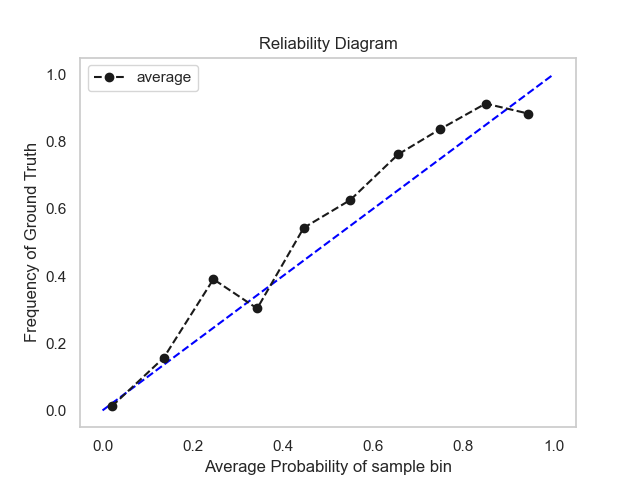 Reliability Diagram
average
Frequency of Ground Truth
1.0
0.8
0.6
0.4
0.2
0.0
0.0 0.2 0.4 0.6 0.8 1.0
Average Probability of sample bin